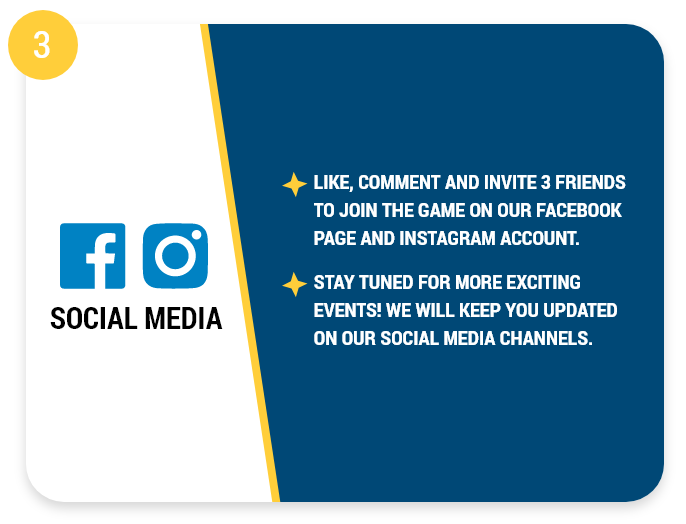 3
SOCIAL MEDIA
LIKE, COMMENT AND INVITE 3 FRIENDS
TO JOIN THE GAME ON OUR FACEBOOK
PAGE AND INSTAGRAM ACCOUNT.
STAY TUNED FOR MORE EXCITING
EVENTS! WE WILL KEEP YOU UPDATED
ON OUR SOCIAL MEDIA CHANNELS.